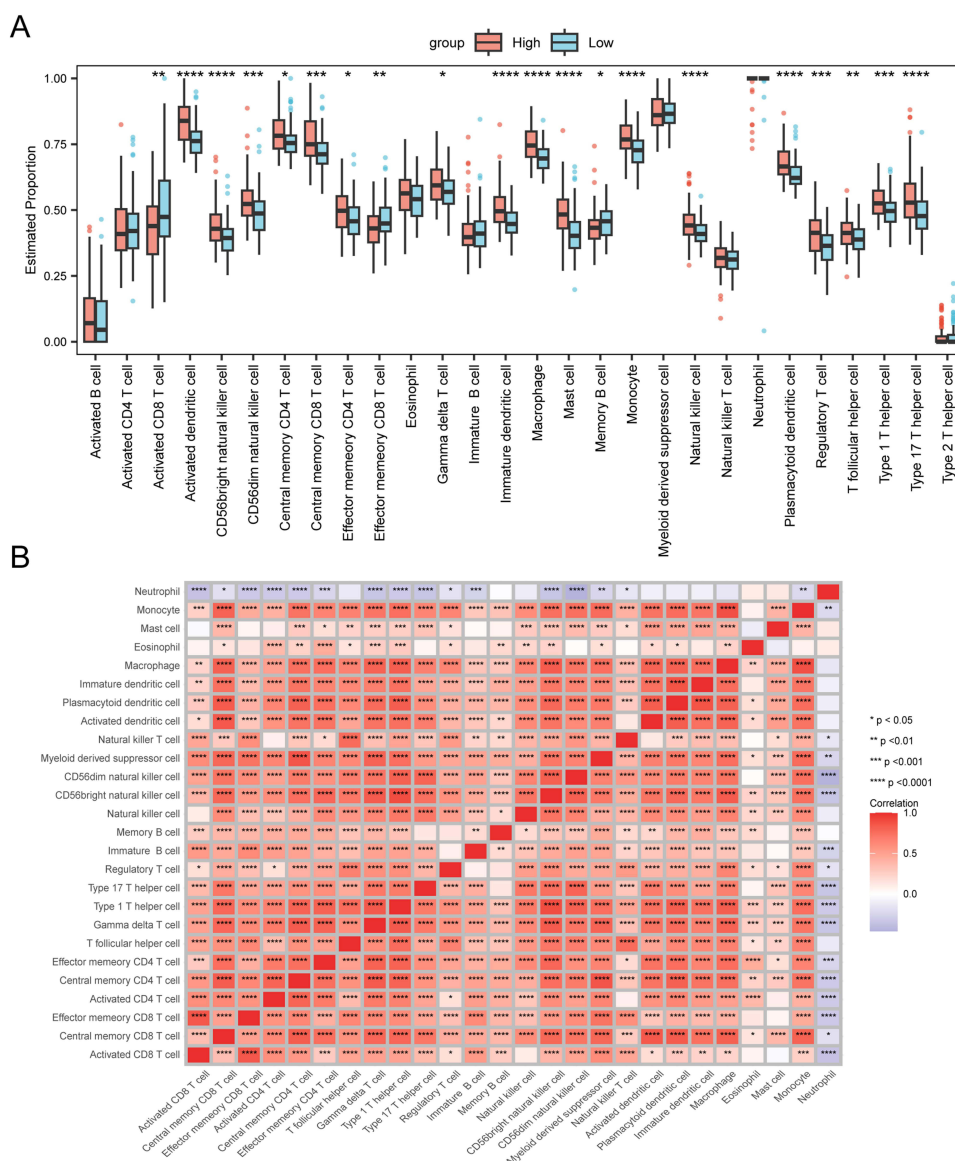 A
group High Low
** **** **** *** * *** * ** * **** **** **** * **** **** **** *** ** *** ****
1.00
0.75
0.50
0.25
0.00
Estimated Proportion
Activated B cell
Activated CD4 T cell
Activated CD8 T cell
Activated dendritic cell
CD56bright natural killer cell
CD56dim natural killer cell
Central memory CD4 T cell
Central memory CD8 T cell
Effector memeory CD4 T cell
Effector memeory CD8 T cell
Eosinophil
Gamma delta T cell
Immature B cell
Immature dendritic cell
Macrophage
Mast cell
Memory B cell
Monocyte
Myeloid derived suppressor cell
Natural killer cell
Natural killer T cell
Neutrophil
Plasmacytoid dendritic cell
Regulatory T cell
T follicular helper cell
Type 1 T helper cell
Type 17 T helper cell
Type 2 T helper cell
B
Neutrophil
Monocyte
Mast cell
Eosinophil
Macrophage
Immature dendritic cell
Plasmacytoid dendritic cell
Activated dendritic cell
Natural killer T cell
Myeloid derived suppressor cell
CD56dim natural killer cell
CD56bright natural killer cell
Natural killer cell
Memory B cell
Immature B cell
Regulatory T cell
Type 17 T helper cell
Type 1 T helper cell
Gamma delta T cell
T follicular helper cell
Effector memeory CD4 T cell
Central memory CD4 T cell
Activated CD4 T cell
Effector memeory CD8 T cell
Central memory CD8 T cell
Activated CD8 T cell
Activated CD8 T cell
Central memory CD8 T cell
Effector memeory CD8 T cell
Activated CD4 T cell
Central memory CD4 T cell
Effector memeory CD4 T cell
T follicular helper cell
Gamma delta T cell
Type 1 T helper cell
Type 17 T helper cell
Regulatory T cell
Immature B cell
Memory B cell
Natural killer cell
CD56bright natural killer cell
CD56dim natural killer cell
Myeloid derived suppressor cell
Natural killer T cell
Activated dendritic cell
Plasmacytoid dendritic cell
Immature dendritic cell
Macrophage
Eosinophil
Mast cell
Monocyte
Neutrophil
* p < 0.05
** p <0.01
*** p <0.001
**** p <0.0001
Correlation
1.0
0.5
0.0